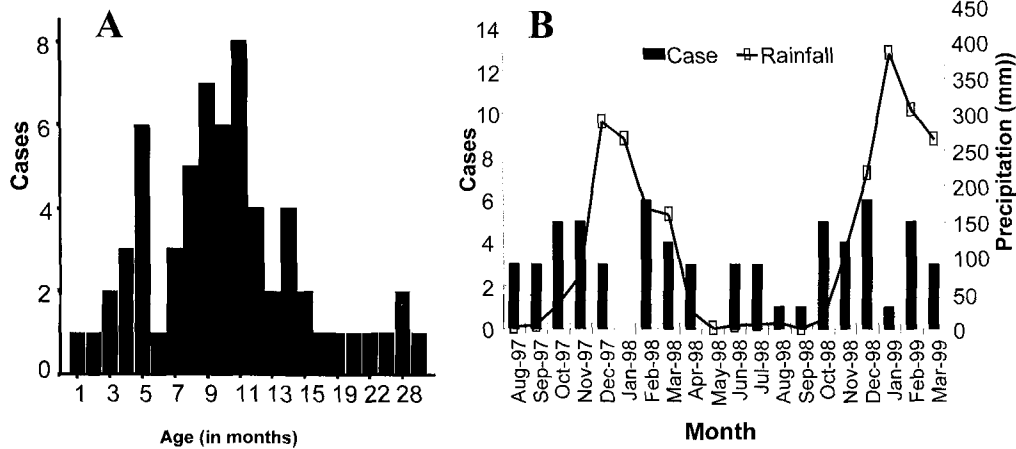 A
8
6
4
2
0
Cases
1 3 5 7 9 11 13 15 19 22 28
Age (in months)
B
Case Rainfall
14
12
10
8
6
4
2
0
Cases
450
400
350
300
250
200
150
100
50
0
Precipitation (mm))
Aug-97
Sep-97
Oct-97
Nov-97
Dec-97
Jan-98
Feb-98
Mar-98
Apr-98
May-98
Jun-98
Jul-98
Aug-98
Sep-98
Oct-98
Nov-98
Dec-98
Jan-99
Feb-99
Mar-99
Month